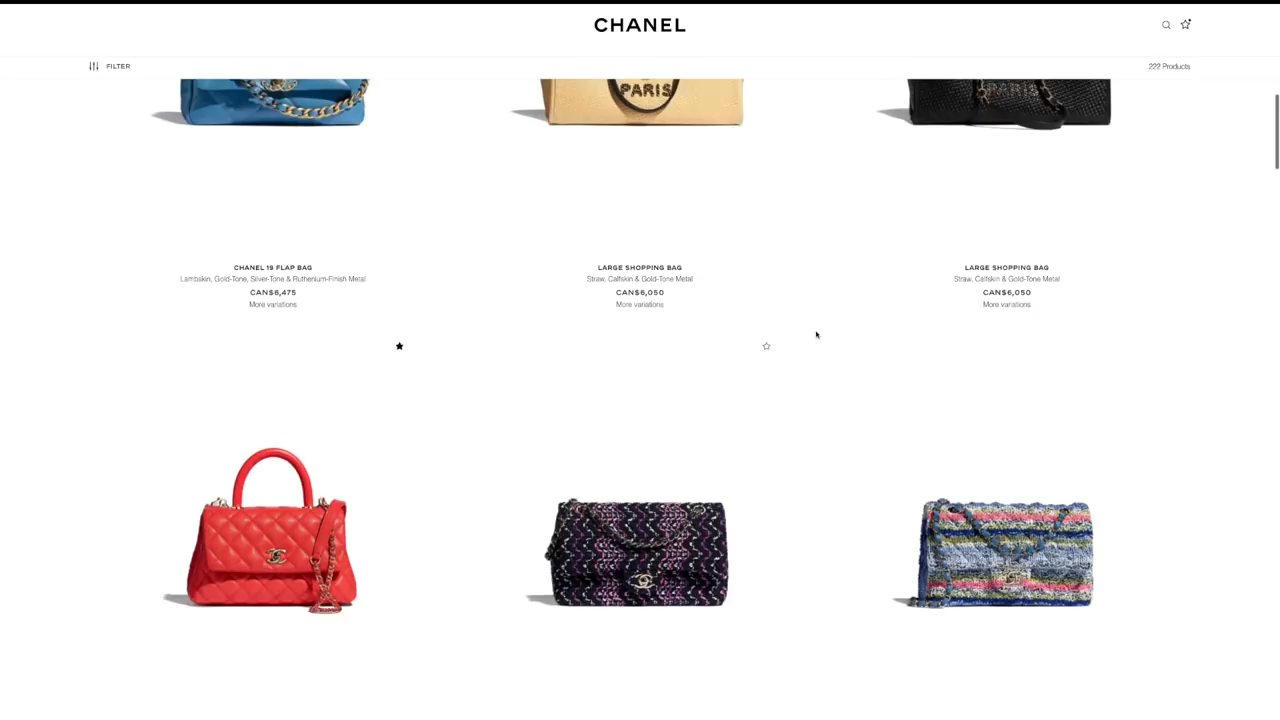 CHANEL
FILTER
222 Products
PARIS
PARIS
CHANEL 19 FLAP BAG
Lambskin, Gold-Tone, Silver-Tone & Ruthenium-Finish Metal
CAN$6,475
More variations
LARGE SHOPPING BAG
Straw, Calfskin & Gold-Tone Metal
CAN$6,050
More variations
LARGE SHOPPING BAG
Straw, Calfskin & Gold-Tone Metal
CAN$6,050
More variations